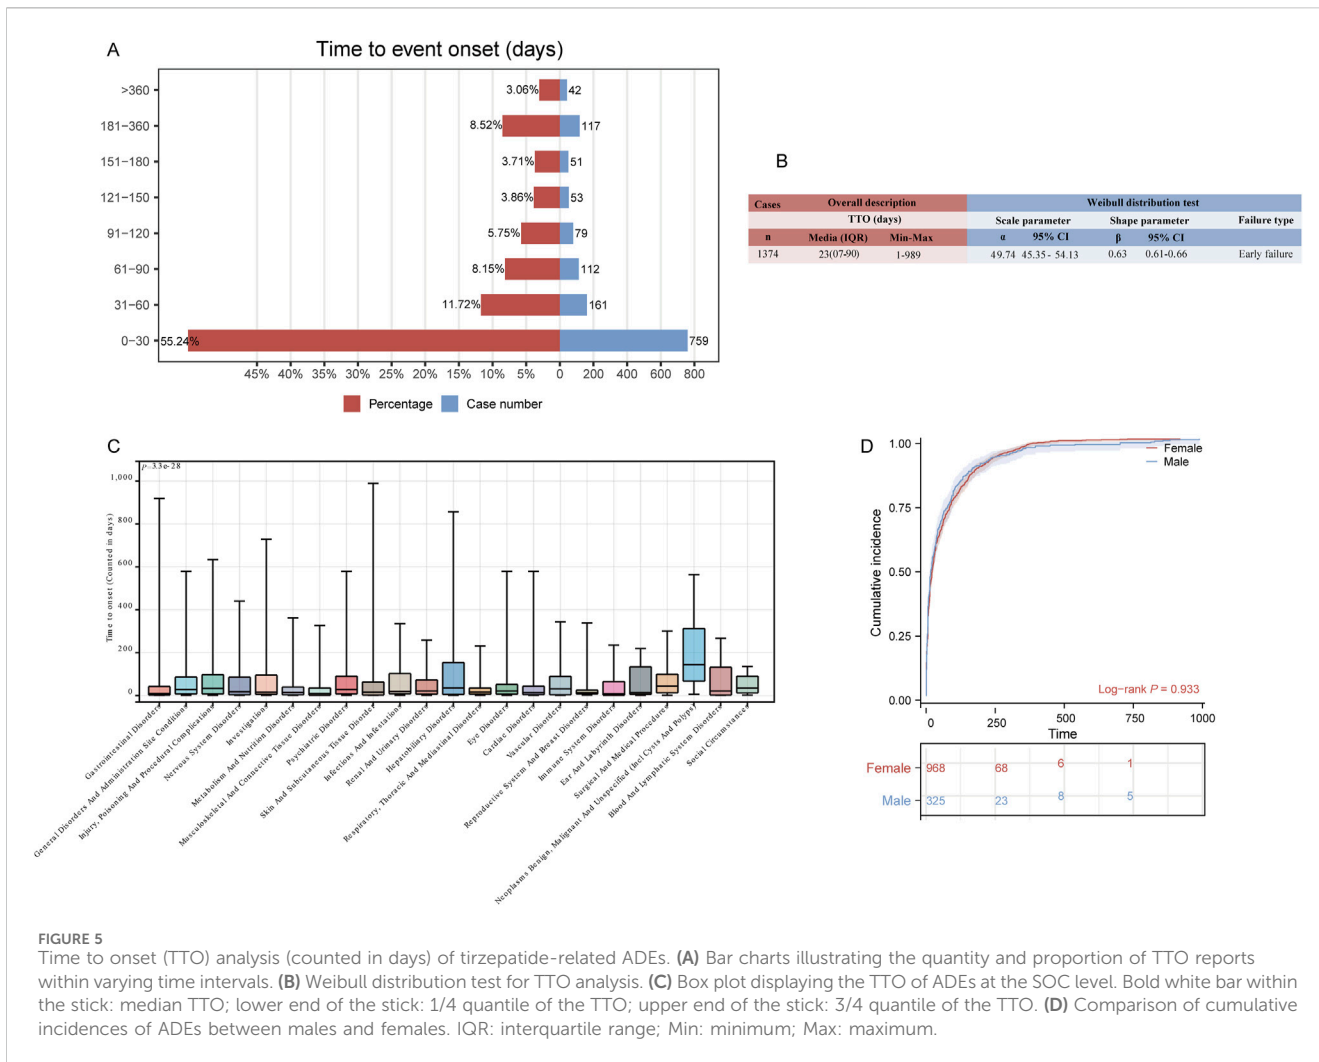 A
Time to event onset (days)
>360
3.06%
42
181−360
8.52%
117
151−180
3.71%
51
121−150
3.86%
53
91−120
5.75%
79
61−90
8.15%
112
31−60
11.72%
161
0−30
55.24%
759
45% 40% 35% 30% 25% 20% 15% 10% 5% 0 200 400 600 800
Percentage Case number
B
Cases Overall description Weibull distribution test
TTO (days) Scale parameter Shape parameter Failure type
n Media (IQR) Min-Max α 95% CI β 95% CI
1374 23(07-90) 1-989 49.74 45.35 - 54.13 0.63 0.61-0.66 Early failure
C
P=3.3e-28
Time to onset (Counted in days)
1,000
800
600
400
200
0
Gastrointestinal Disorders
General Disorders And Administration Site Condition
Injury, Poisoning And Procedural Complications
Nervous System Disorders
Investigation
Metabolism And Nutrition Disorders
Musculoskeletal And Connective Tissue Disorders
Psychiatric Disorders
Skin And Subcutaneous Tissue Disorder
Infections And Infestation
Renal And Urinary Disorder
Hepatobiliary Disorders
Respiratory, Thoracic And Mediastinal Disorders
Eye Disorders
Cardiac Disorders
Vascular Disorders
Reproductive System And Breast Disorders
Immune System Disorders
Ear And Labyrinth Disorders
Surgical And Medical Procedures
Neoplasms Benign, Malignant And Unspecified (Incl Cysts And Polyps)
Blood And Lymphatic System Disorders
Social Circumstances
D
Cumulative incidence
1.00
0.75
0.50
0.25
0.00
Female
Male
Log−rank P = 0.933
0 250 500 750 1000
Time
Female 968 68 6 1
Male 325 23 8 5
FIGURE 5
Time to onset (TTO) analysis (counted in days) of tirzepatide-related ADEs. (A) Bar charts illustrating the quantity and proportion of TTO reports
within varying time intervals. (B) Weibull distribution test for TTO analysis. (C) Box plot displaying the TTO of ADEs at the SOC level. Bold white bar within
the stick: median TTO; lower end of the stick: 1/4 quantile of the TTO; upper end of the stick: 3/4 quantile of the TTO. (D) Comparison of cumulative
incidences of ADEs between males and females. IQR: interquartile range; Min: minimum; Max: maximum.